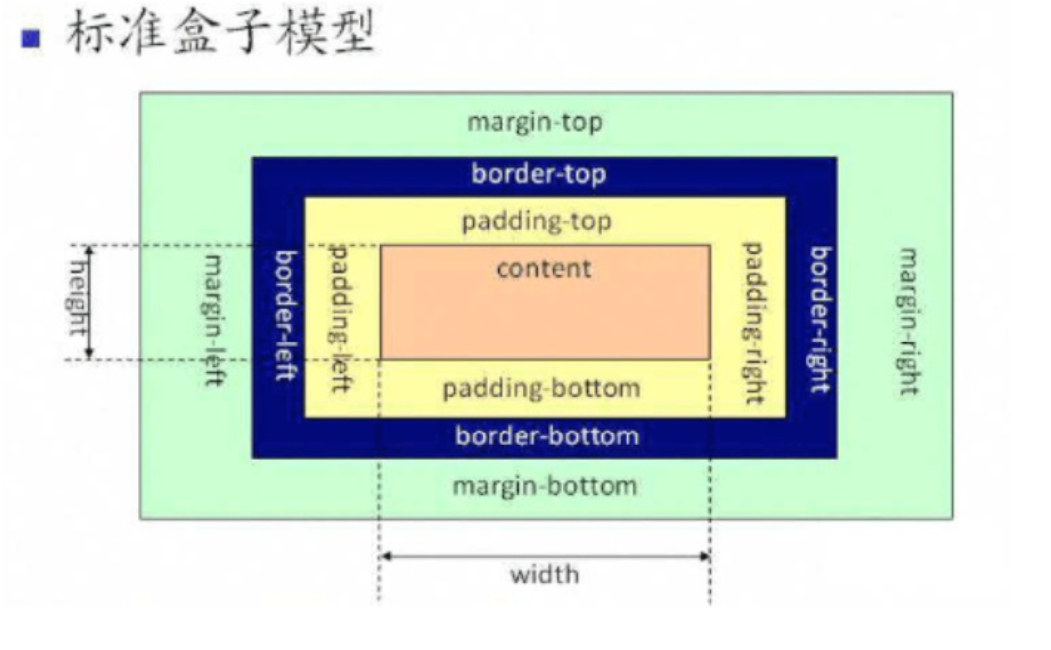 标准盒子模型
margin-top
border-top
padding-top
content
height
margin-left
border-left
padding-left
padding-right
border-right
margin-right
padding-bottom
border-bottom
margin-bottom
width